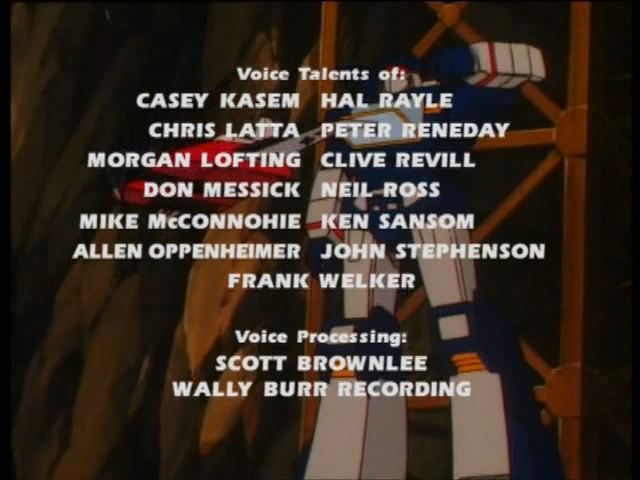 Voice Talents of:
CASEY KASEM HAL RAYLE
CHRIS LATTA PETER RENEDAY
MORGAN LOFTING CLIVE REVILL
DON MESSICK NEIL ROSS
MIKE McCONNOHIE KEN SANSOM
ALLEN OPPENHEIMER JOHN STEPHENSON
FRANK WELKER
Voice Processing:
SCOTT BROWNLEE
WALLY BURR RECORDING